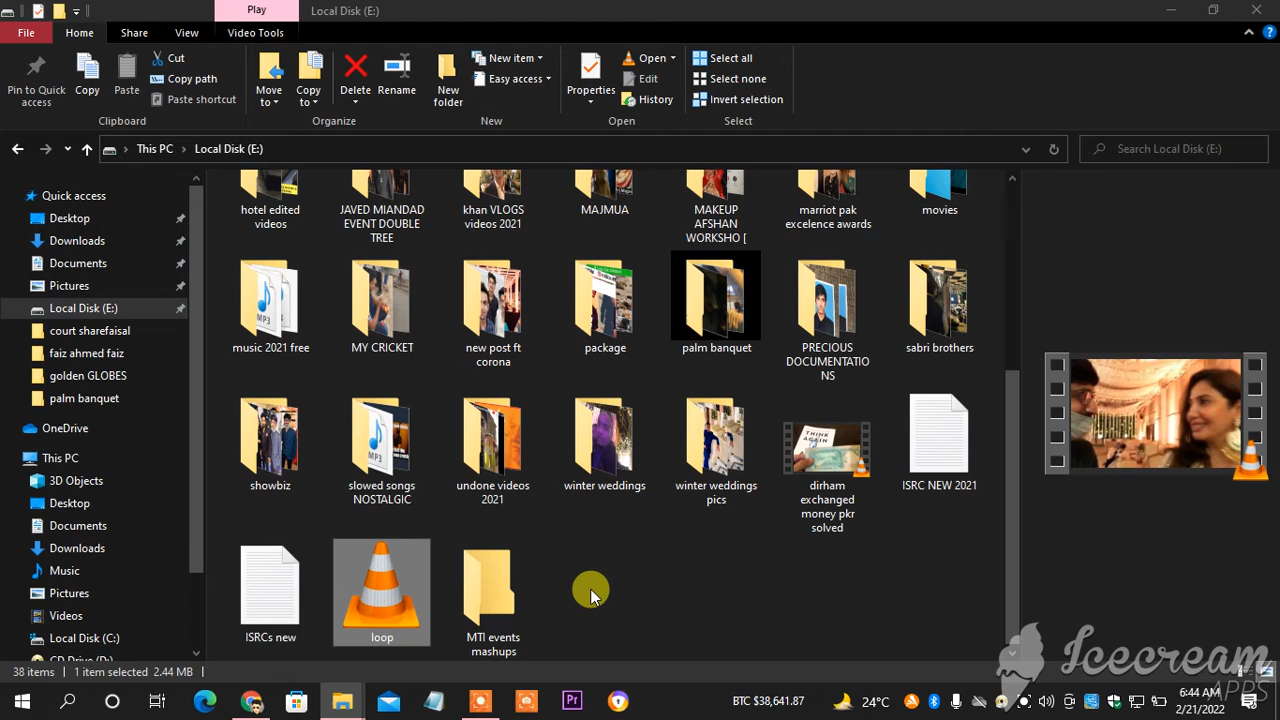 Play
Local Disk (E:)
File
Home
Share
View
Video Tools
Pin to Quick
access
Copy
Paste
Cut
Copy path
Paste shortcut
Clipboard
Move
to
Copy
to
Delete
Rename
Organize
New
folder
New item
Easy access
New
Properties
Open
Edit
History
Open
Select all
Select none
Invert selection
Select
This PC
Local Disk (E:)
Search Local Disk (E:)
Quick access
Desktop
Downloads
Documents
Pictures
Local Disk (E:)
court sharefaisal
faiz ahmed faiz
golden GLOBES
palm banquet
OneDrive
This PC
3D Objects
Desktop
Documents
Downloads
Music
Pictures
Videos
Local Disk (C:)
CD Drive (D:)
hotel edited
videos
JAVED MIANDAD
EVENT DOUBLE
TREE
khan VLOGS
videos 2021
MAJMUA
MAKEUP
AFSHAN
WORKSHO [
marriot pak
excelence awards
movies
MP3
music 2021 free
MY CRICKET
new post ft
corona
package
palm banquet
PRECIOUS
DOCUMENTATIO
NS
sabri brothers
showbiz
MP3
slowed songs
NOSTALGIC
undone videos
2021
winter weddings
winter weddings
pics
THINK
AGAIN
dirham
exchanged
money pkr
solved
ISRC NEW 2021
ISRCs new
loop
MTI events
mashups
38 items
1 item selected 2.44 MB
Icecream
APPS
Pr
BTC $38,641.87
24°C
6:44 AM
2/21/2022